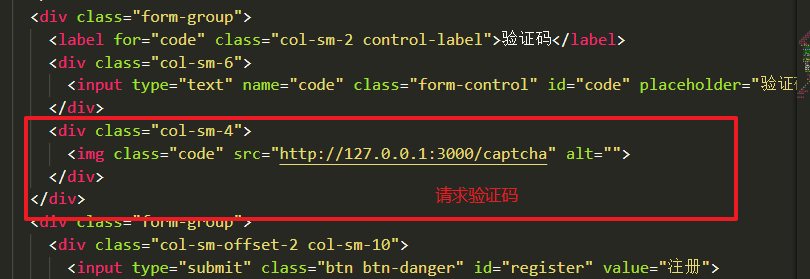 <div class="form-group">
<label for="code" class="col-sm-2 control-label">验证码</label>
<div class="col-sm-6">
<input type="text" name="code" class="form-control" id="code" placeholder="验证
</div>
<div class="col-sm-4">
<img class="code" src="http://127.0.0.1:3000/captcha" alt="">
</div>
</div>
请求验证码
<div class="form-group">
<div class="col-sm-offset-2 col-sm-10">
<input type="submit" class="btn btn-danger" id="register" value="注册">